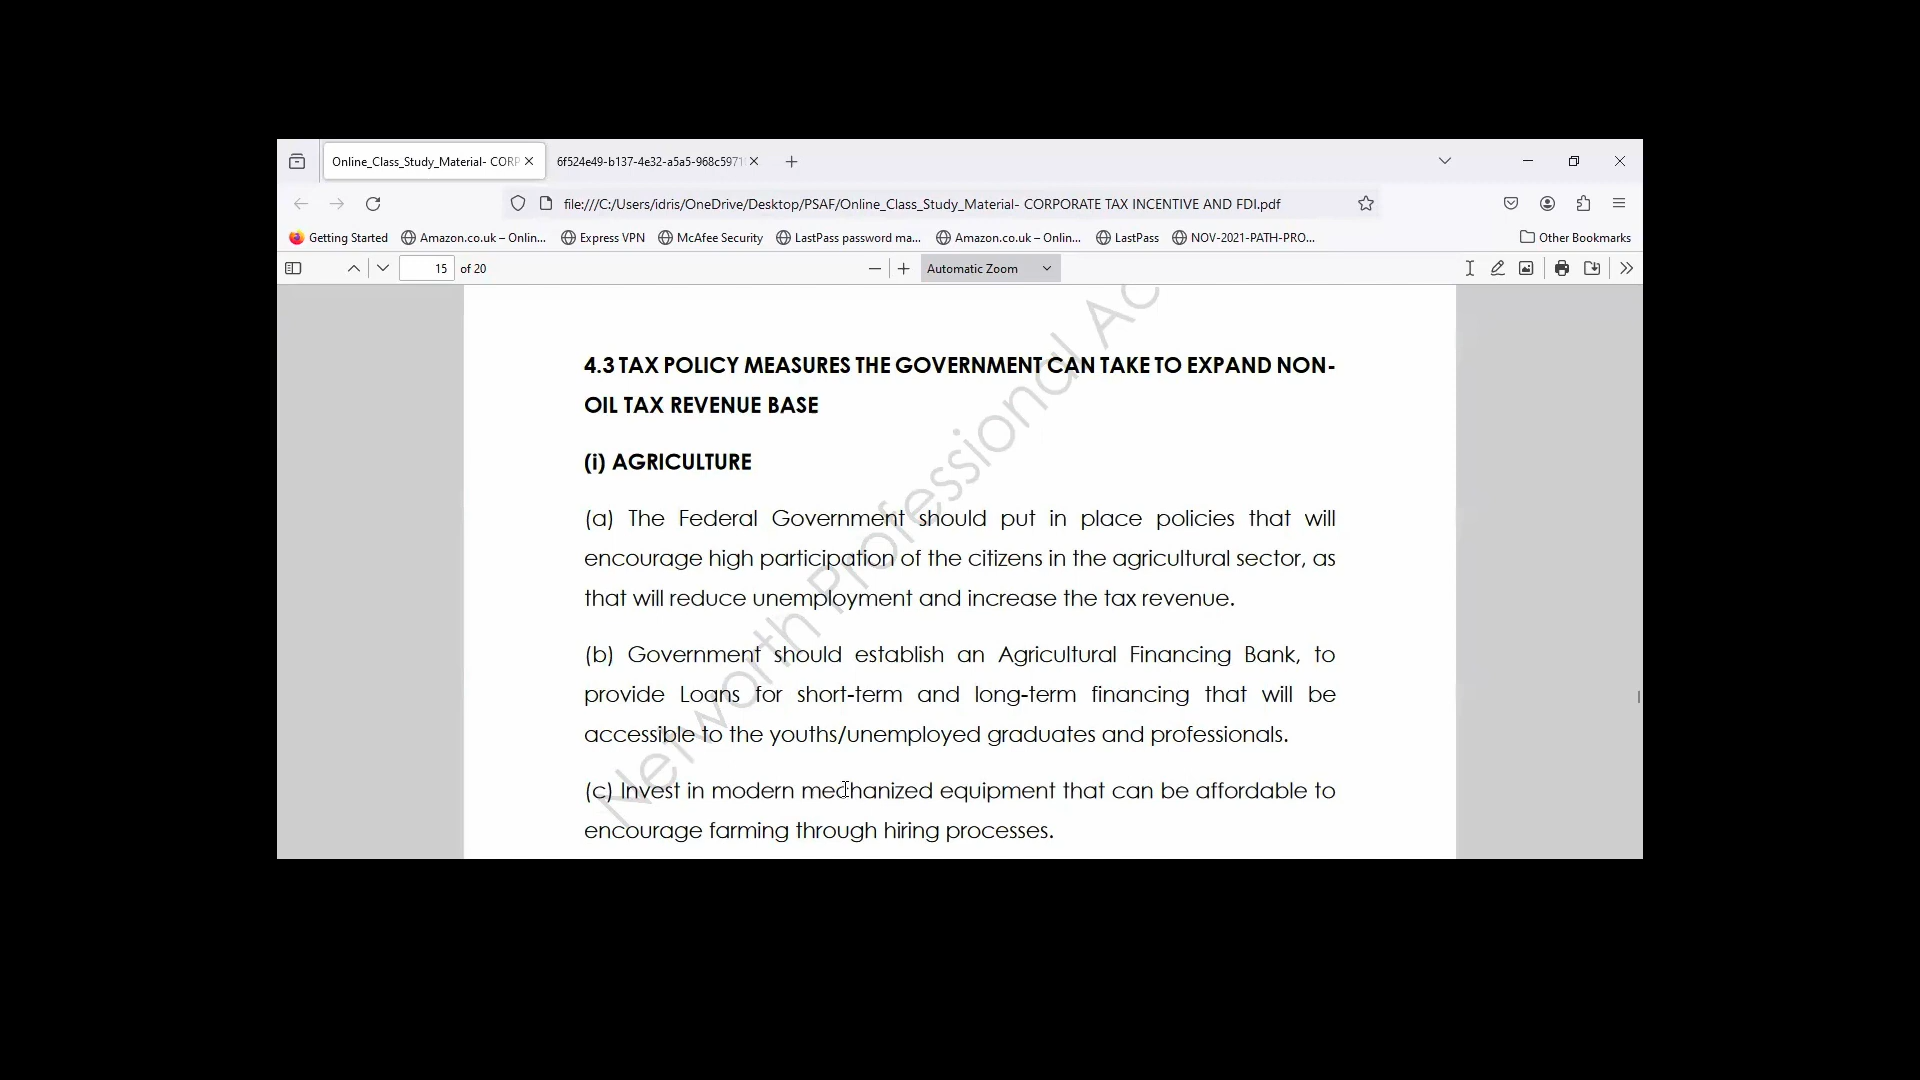 Online_Class_Study_Material- CORP
6f524e49-b137-4e32-a5a5-968c5971
file:///C:/Users/idris/OneDrive/Desktop/PSAF/Online_Class_Study_Material- CORPORATE TAX INCENTIVE AND FDI.pdf
Getting Started Amazon.co.uk – Onlin... Express VPN McAfee Security LastPass password ma... Amazon.co.uk – Onlin... LastPass NOV-2021-PATH-PRO... Other Bookmarks
15 of 20 Automatic Zoom
4.3 TAX POLICY MEASURES THE GOVERNMENT CAN TAKE TO EXPAND NON-
OIL TAX REVENUE BASE
(i) AGRICULTURE
(a) The Federal Government should put in place policies that will
encourage high participation of the citizens in the agricultural sector, as
that will reduce unemployment and increase the tax revenue.
(b) Government should establish an Agricultural Financing Bank, to
provide Loans for short-term and long-term financing that will be
accessible to the youths/unemployed graduates and professionals.
(c) Invest in modern mechanized equipment that can be affordable to
encourage farming through hiring processes.
Networth Professional Ac